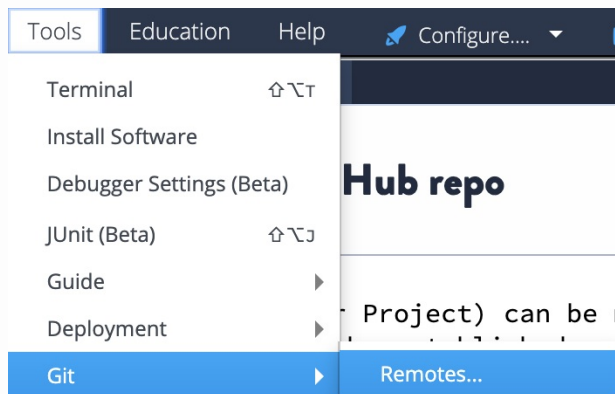 Tools Education Help Configure....
Terminal ⇧⌥T
Install Software
Debugger Settings (Beta)
Hub repo
JUnit (Beta) ⇧⌥J
Guide
Project) can be
Deployment
Git Remotes...